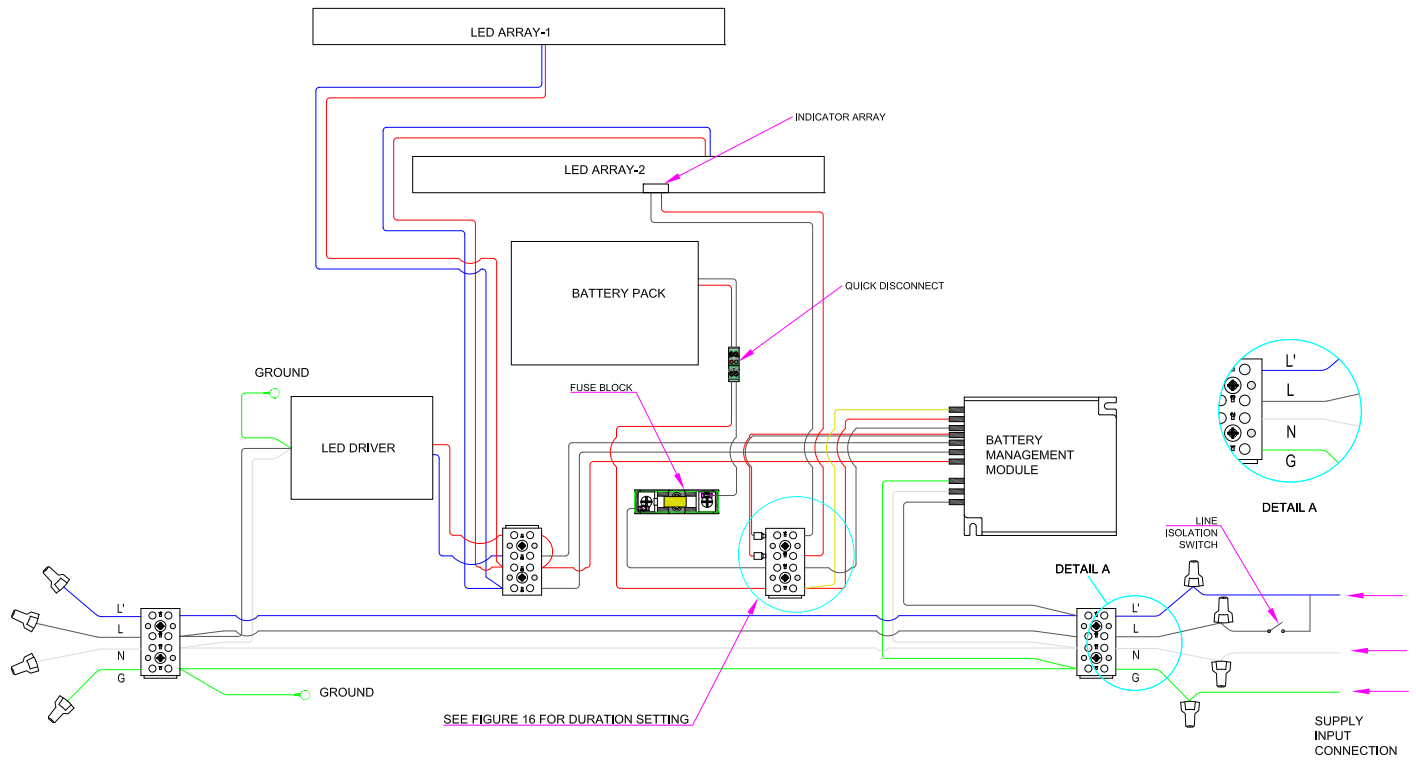 LED ARRAY-1
INDICATOR ARRAY
LED ARRAY-2
BATTERY PACK
QUICK DISCONNECT
GROUND
FUSE BLOCK
LED DRIVER
BATTERY
MANAGEMENT
MODULE
L'
L
N
G
DETAIL A
LINE
ISOLATION
SWITCH
DETAIL A
L'
L
N
G
L'
L
N
G
GROUND
SEE FIGURE 16 FOR DURATION SETTING
SUPPLY
INPUT
CONNECTION